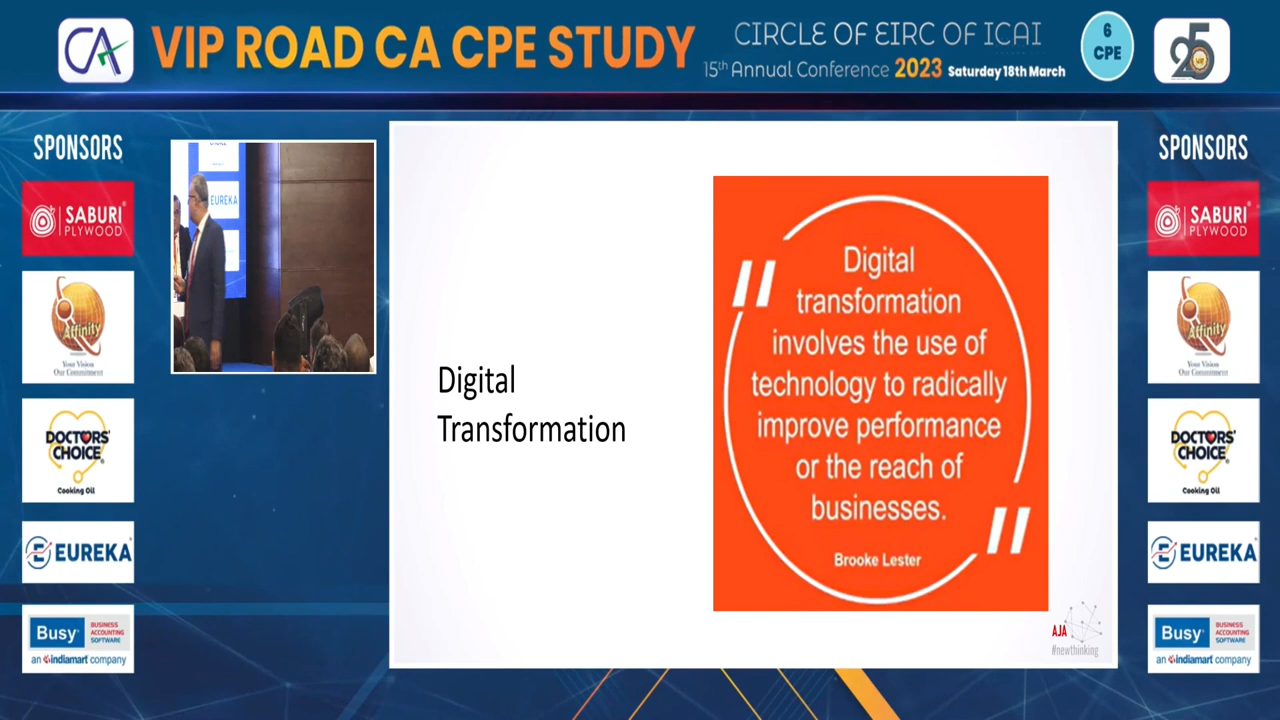 CA
VIP ROAD CA CPE STUDY
CIRCLE OF EIRC OF ICAI
15th Annual Conference 2023 Saturday 18th March
6
CPE
25
SPONSORS
SABURI
PLYWOOD
Affinity
Your Vision
Our Commitment
DOCTORS'
CHOICE
Cooking Oil
EUREKA
Busy
BUSINESS
ACCOUNTING
SOFTWARE
an indiamart company
EUREKA
Digital
Transformation
"
Digital
transformation
involves the use of
technology to radically
improve performance
or the reach of
businesses.
"
Brooke Lester
AJA
#newthinking
SPONSORS
SABURI
PLYWOOD
Affinity
Your Vision
Our Commitment
DOCTORS'
CHOICE
Cooking Oil
EUREKA
Busy
BUSINESS
ACCOUNTING
SOFTWARE
an indiamart company